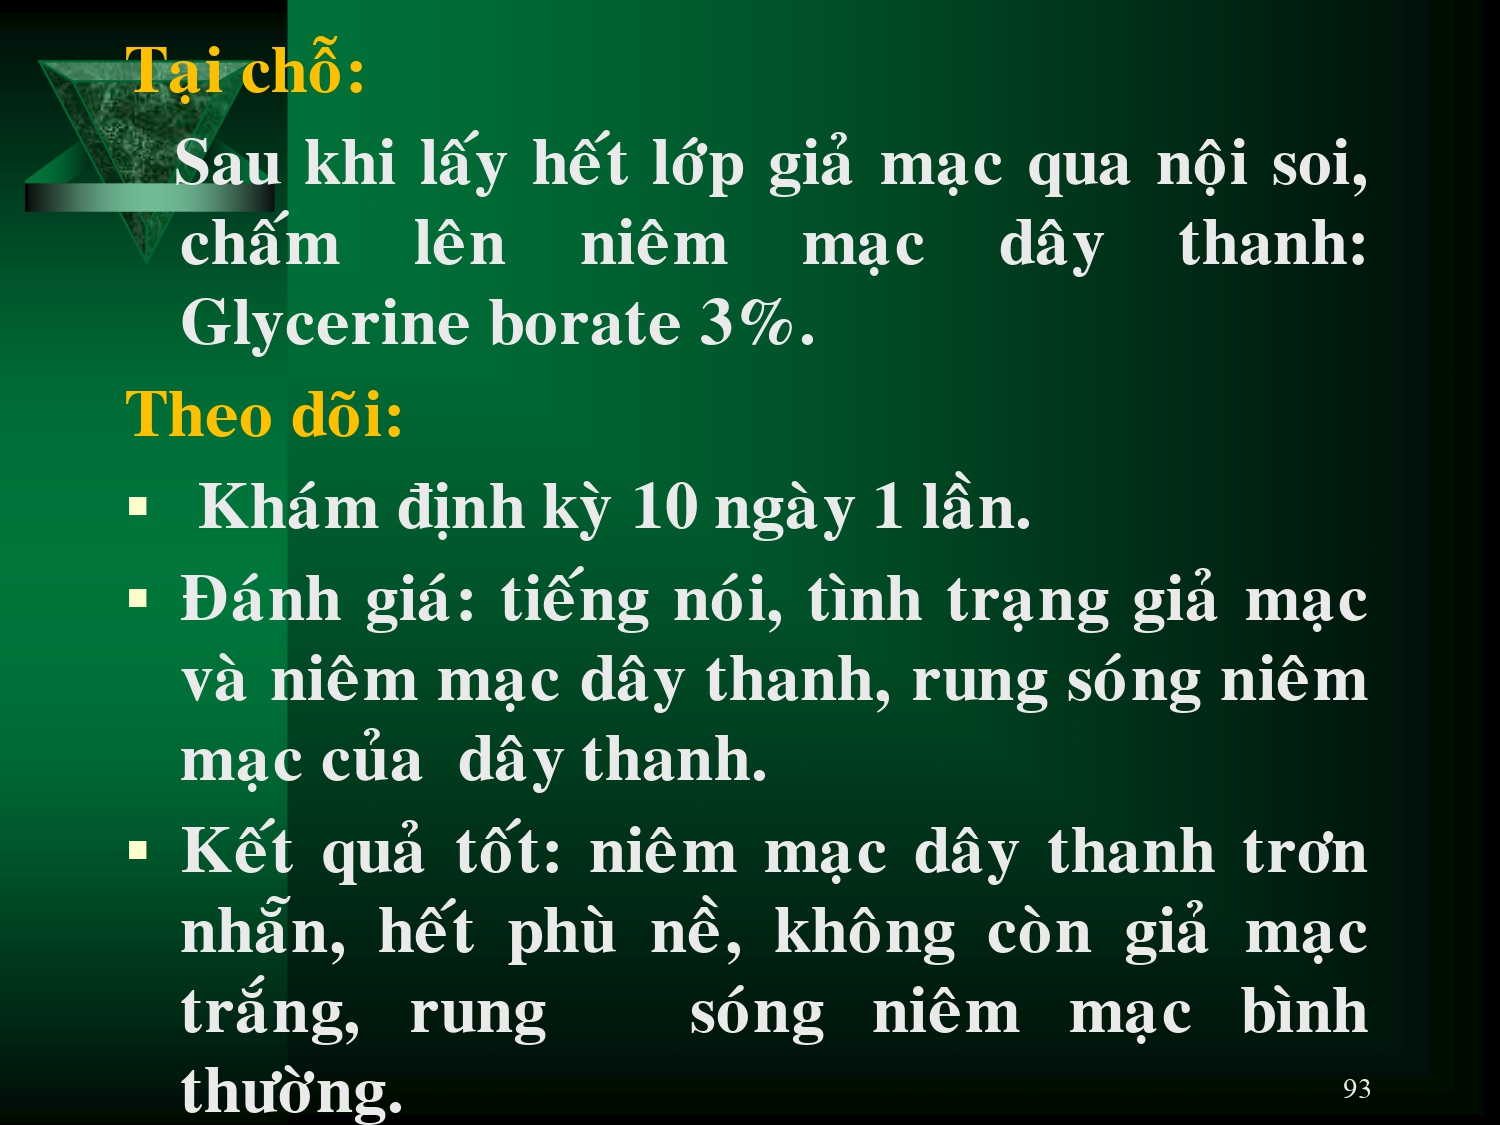 Tại chỗ:
Sau khi lấy hết lớp giả mạc qua nội soi,
chấm lên niêm mạc dây thanh:
Glycerine borate 3%.
Theo dõi:
▪ Khám định kỳ 10 ngày 1 lần.
▪ Đánh giá: tiếng nói, tình trạng giả mạc
và niêm mạc dây thanh, rung sóng niêm
mạc của dây thanh.
▪ Kết quả tốt: niêm mạc dây thanh trơn
nhẵn, hết phù nề, không còn giả mạc
trắng, rung sóng niêm mạc bình
thường.
93